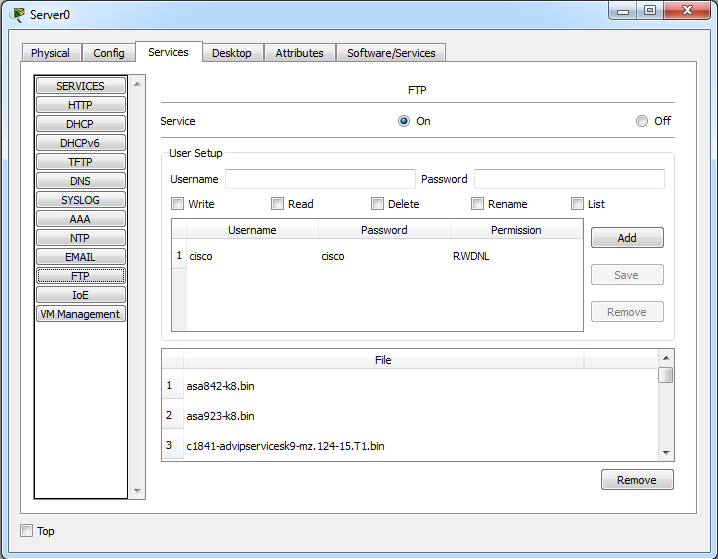 Server0
Physical Config Services Desktop Attributes Software/Services
SERVICES
HTTP
DHCP
DHCPv6
TFTP
DNS
SYSLOG
AAA
NTP
EMAIL
FTP
IoE
VM Management
FTP
Service On Off
User Setup
Username Password
Write Read Delete Rename List
Username Password Permission
1 cisco cisco RWDNL
Add
Save
Remove
File
1 asa842-k8.bin
2 asa923-k8.bin
3 c1841-advipservicesk9-mz.124-15.T1.bin
Remove
Top